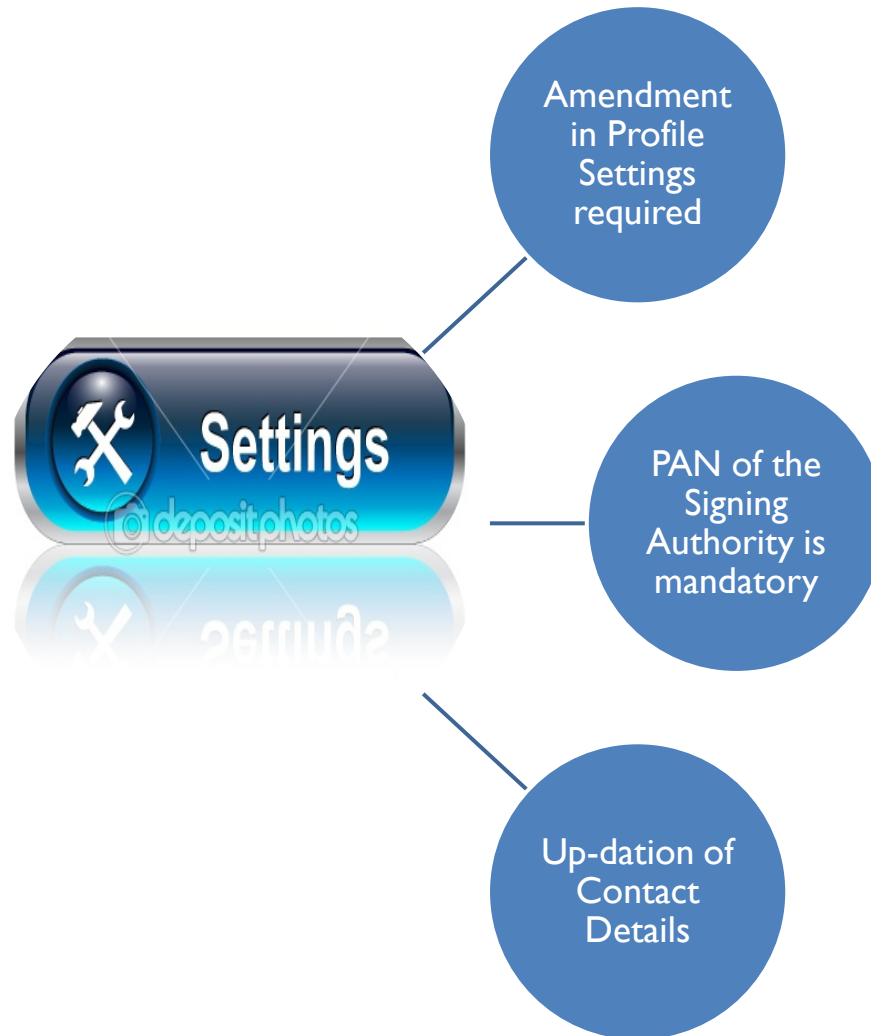 Amendment
in Profile
Settings
required
Settings
depositphotos
PAN of the
Signing
Authority is
mandatory
Settings
Up-dation of
Contact
Details